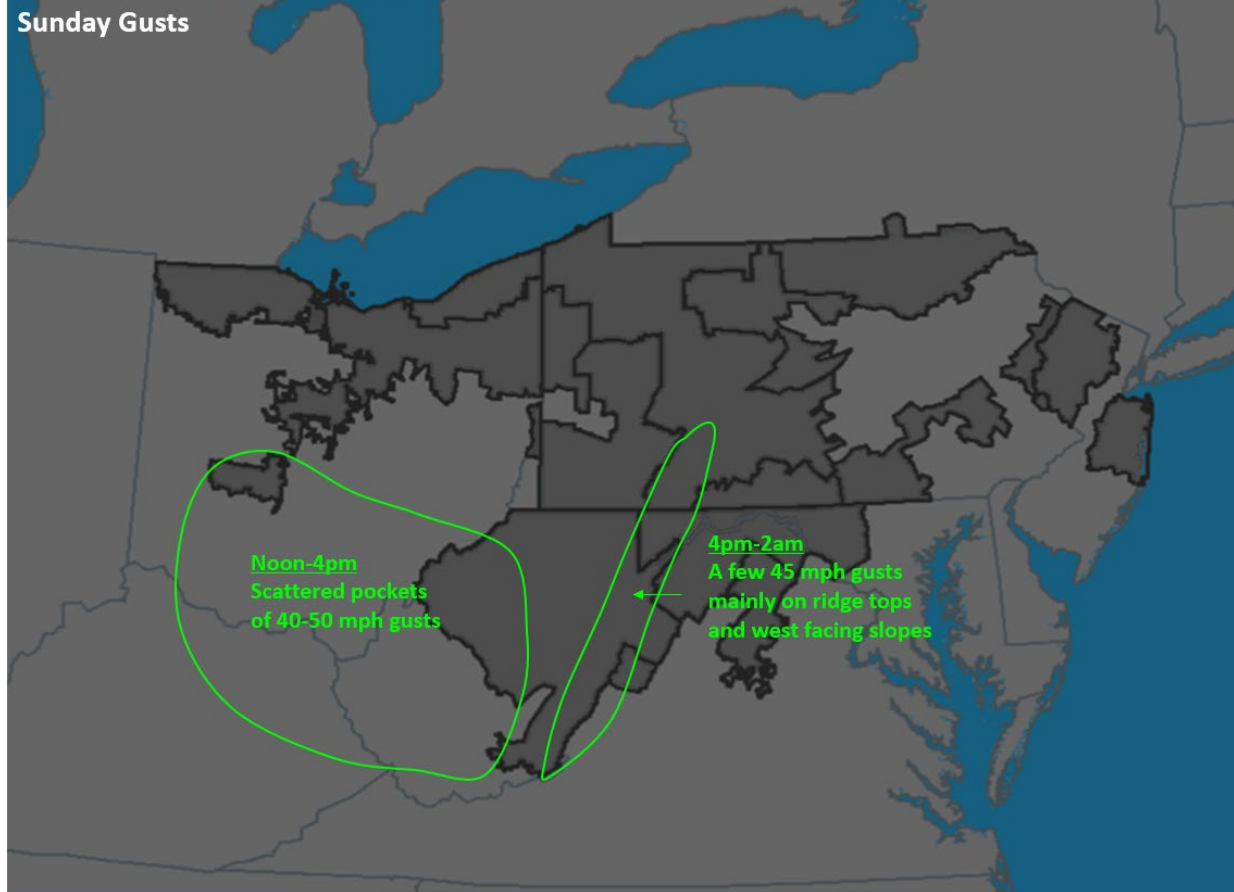 Sunday Gusts
Noon-4pm
Scattered pockets
of 40-50 mph gusts
4pm-2am
A few 45 mph gusts
mainly on ridge tops
and west facing slopes